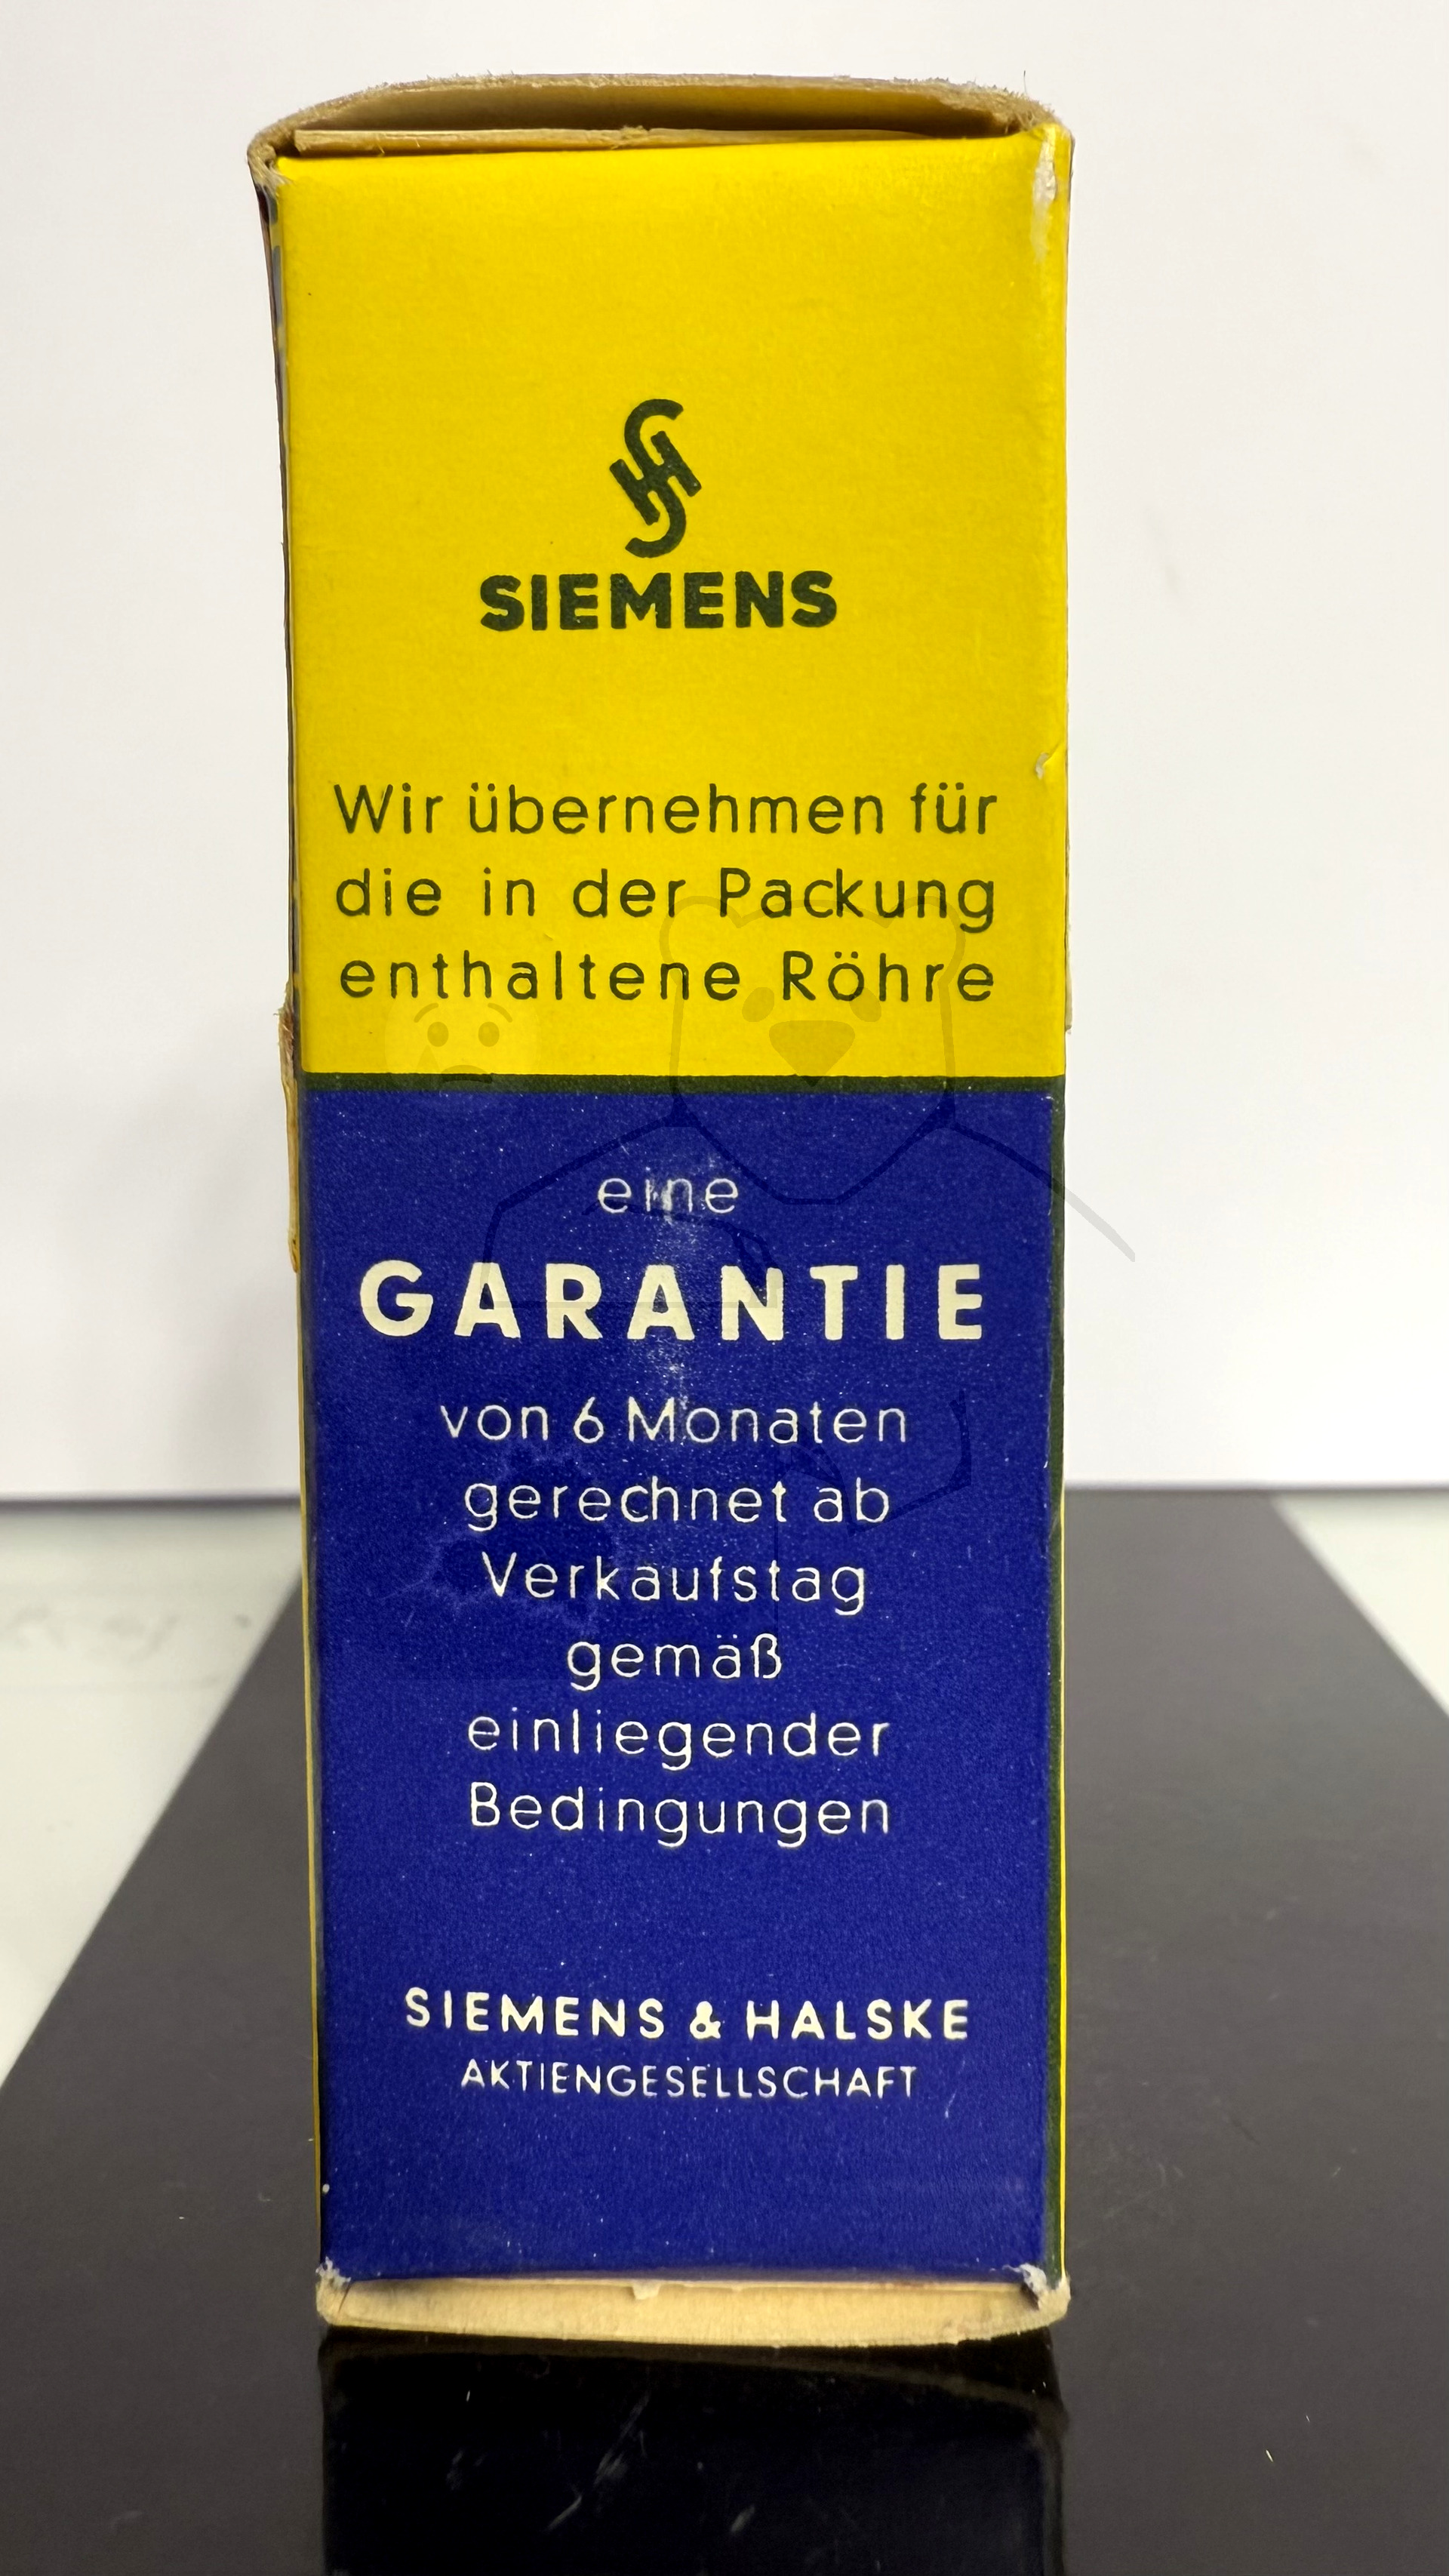 SIEMENS
Wir übernehmen für
die in der Packung
enthaltene Röhre
eine
GARANTIE
von 6 Monaten
gerechnet ab
Verkaufstag
gemäß
einliegender
Bedingungen
SIEMENS & HALSKE
AKTIENGESELLSCHAFT